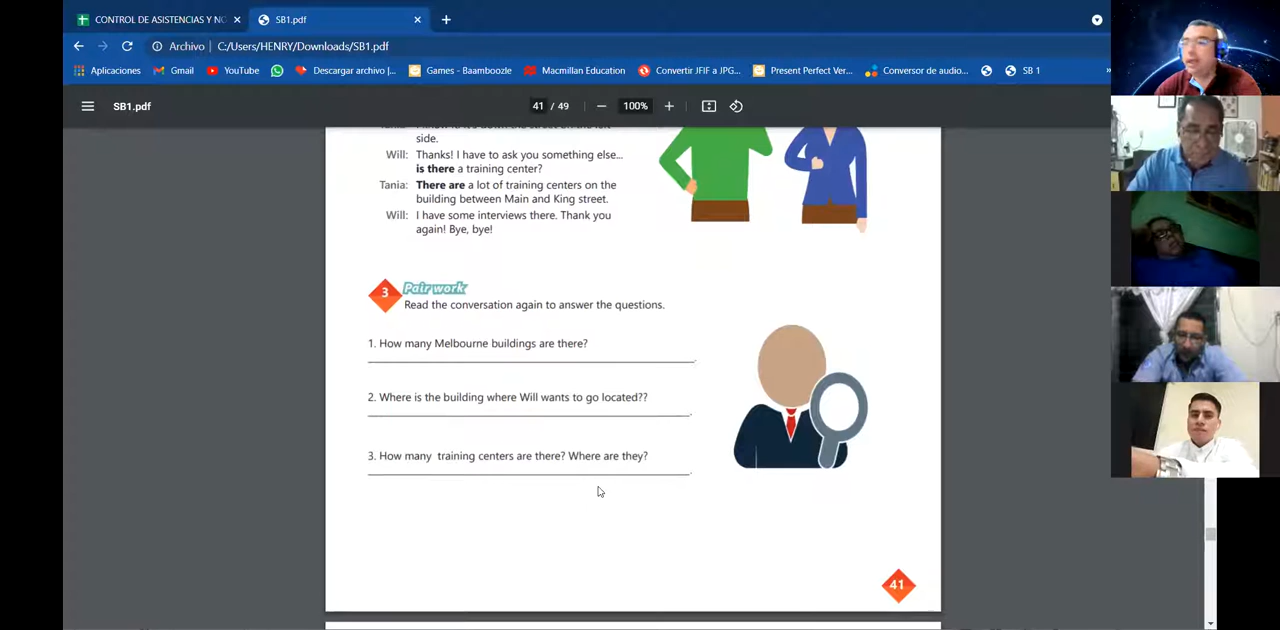 CONTROL DE ASISTENCIAS Y NO
SB1.pdf
Archivo C:/Users/HENRY/Downloads/SB1.pdf
Aplicaciones Gmail YouTube Descargar archivo |... Games - Baamboozle Macmillan Education Convertir JFIF a JPG... Present Perfect Ver... Conversor de audio... SB 1 »
SB1.pdf 41 / 49 100%
side.
Will: Thanks! I have to ask you something else...
is there a training center?
Tania: There are a lot of training centers on the
building between Main and King street.
Will: I have some interviews there. Thank you
again! Bye, bye!
3 Pair work
Read the conversation again to answer the questions.
1. How many Melbourne buildings are there?
2. Where is the building where Will wants to go located??
3. How many training centers are there? Where are they?
41